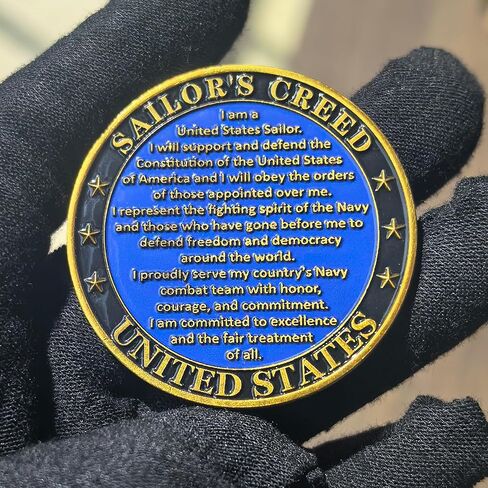 SAILOR'S CREED
I am a
United States Sailor.
I will support and defend the
Constitution of the United States
of America and I will obey the orders
of those appointed over me.
I represent the fighting spirit of the Navy
and those who have gone before me to
defend freedom and democracy
around the world.
I proudly serve my country's Navy
combat team with honor,
courage, and commitment.
I am committed to excellence
and the fair treatment
of all.
UNITED STATES